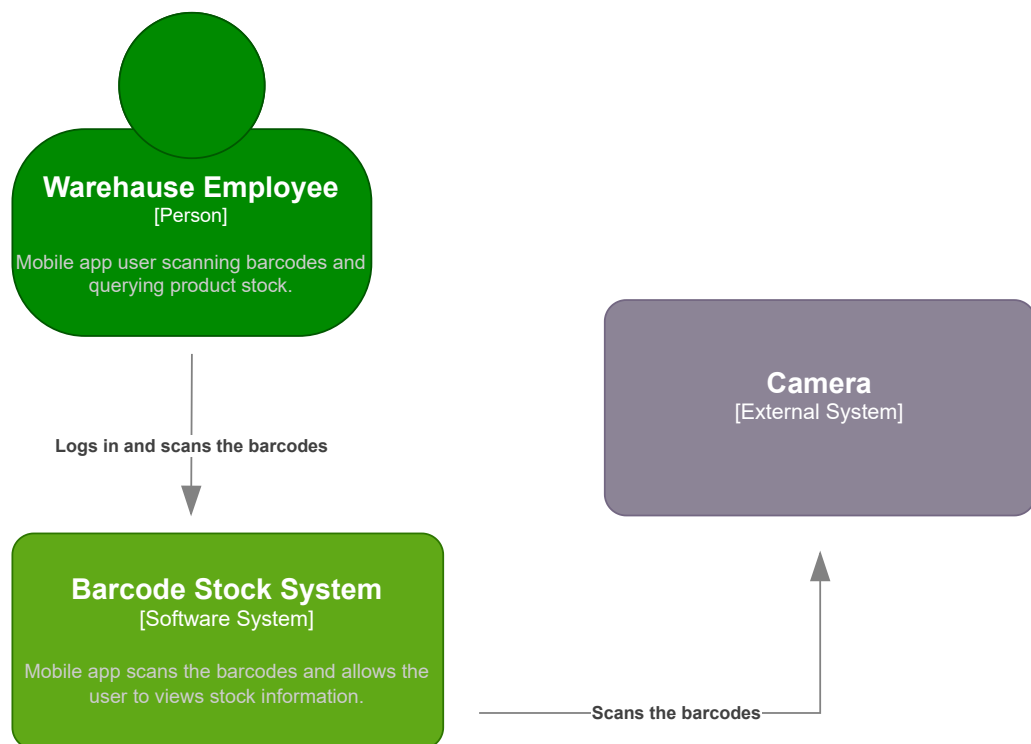 Warehause Employee
[Person]
Mobile app user scanning barcodes and
querying product stock.
Camera
[External System]
Logs in and scans the barcodes
Barcode Stock System
[Software System]
Mobile app scans the barcodes and allows the
user to views stock information.
Scans the barcodes